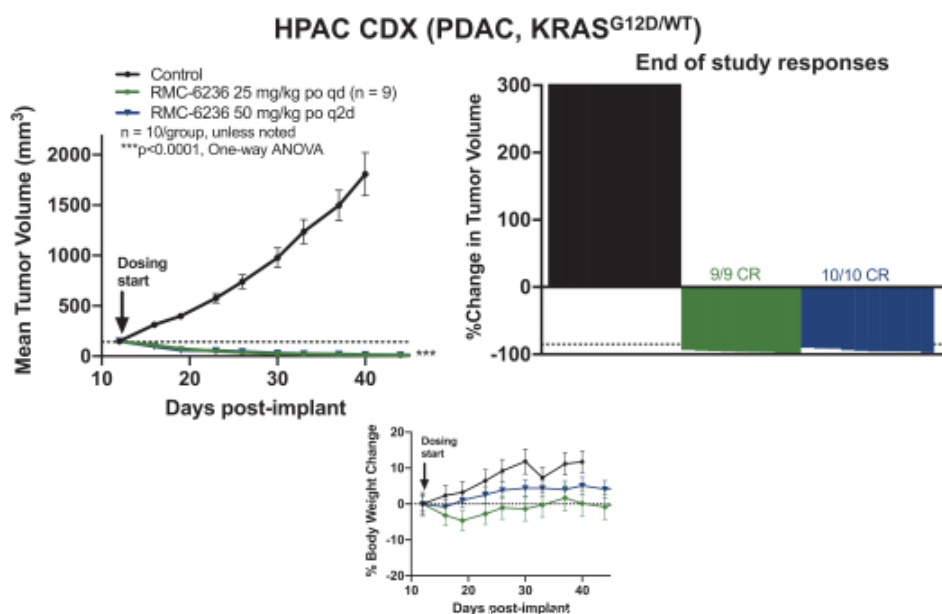 HPAC CDX (PDAC, KRASG12D/WT)
Control
RMC-6236 25 mg/kg po qd (n = 9)
RMC-6236 50 mg/kg po q2d
n = 10/group, unless noted
***p<0.0001, One-way ANOVA
Mean Tumor Volume (mm3)
2000
1500
1000
500
0
Dosing
start
***
10
20
30
40
Days post-implant
End of study responses
%Change in Tumor Volume
300
200
100
0
-100
9/9 CR
10/10 CR
% Body Weight Change
20
10
0
-10
-20
Dosing
start
10
20
30
40
Days post-implant